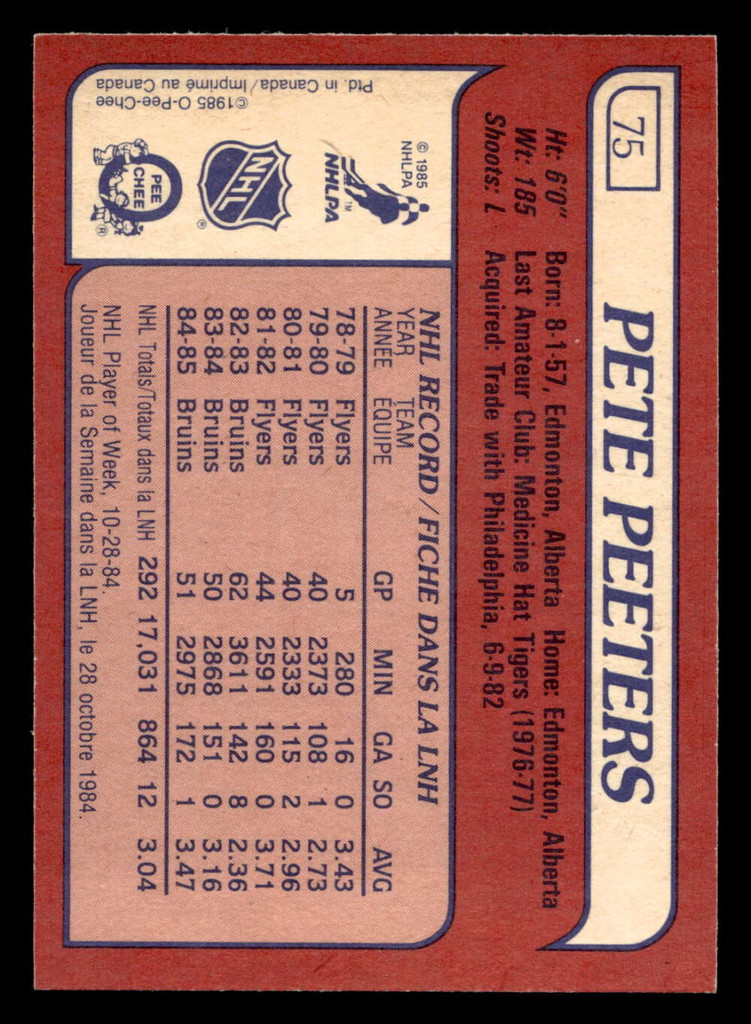 75
PETE PEETERS
Ht: 6'0" Born: 8-1-57, Edmonton, Alberta Home: Edmonton, Alberta
Wt: 185 Last Amateur Club: Medicine Hat Tigers (1976-77)
Shoots: L Acquired: Trade with Philadelphia, 6-9-82
© 1985
NHLPA
NHLPA™
NHL
®
PEE
CHEE
®
©1985 O-Pee-Chee
Ptd. in Canada/Imprimé au Canada
NHL RECORD/FICHE DANS LA LNH
YEAR TEAM
ANNÉE ÉQUIPE GP MIN GA SO AVG
78-79 Flyers 5 280 16 0 3.43
79-80 Flyers 40 2373 108 1 2.73
80-81 Flyers 40 2333 115 2 2.96
81-82 Flyers 44 2591 160 0 3.71
82-83 Bruins 62 3611 142 8 2.36
83-84 Bruins 50 2868 151 0 3.16
84-85 Bruins 51 2975 172 1 3.47
NHL Totals/Totaux dans la LNH 292 17,031 864 12 3.04
NHL Player of Week, 10-28-84.
Joueur de la Semaine dans la LNH, le 28 octobre 1984.